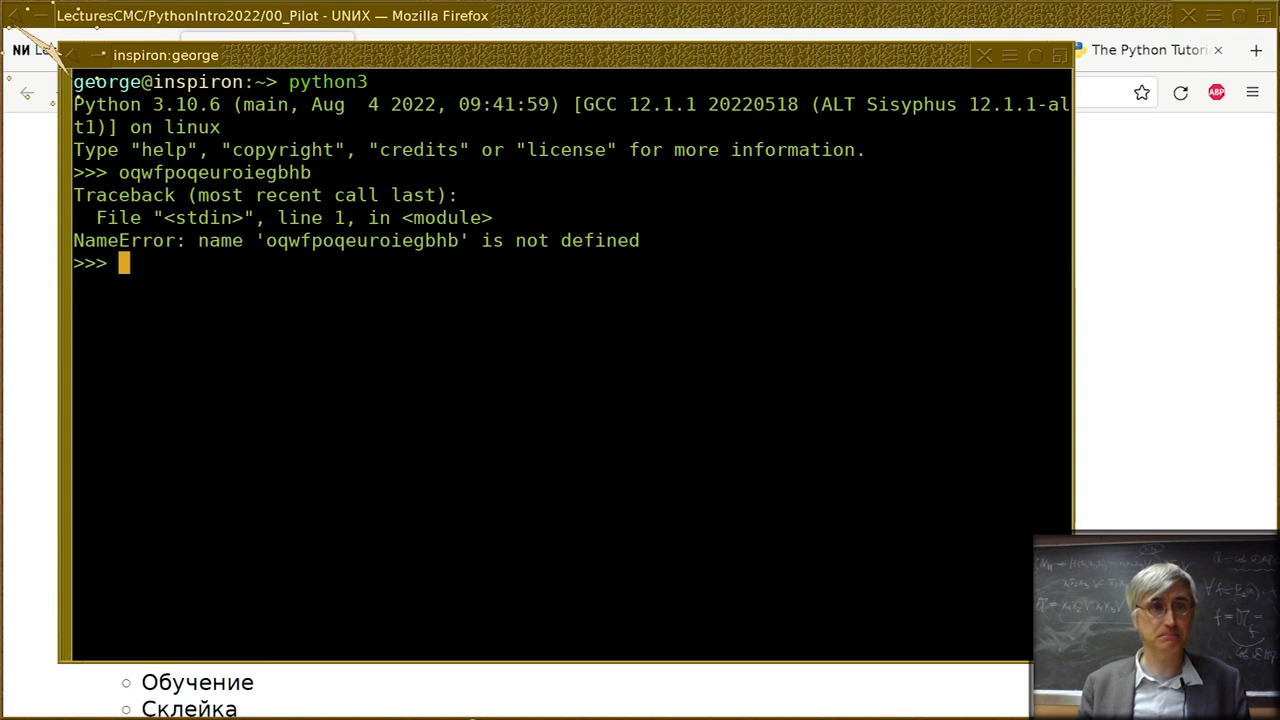 LecturesCMC/PythonIntro2022/00_Pilot - UNИX — Mozilla Firefox
ИИ Le
The Python Tutori
ABP
inspiron:george
george@inspiron:~> python3
Python 3.10.6 (main, Aug  4 2022, 09:41:59) [GCC 12.1.1 20220518 (ALT Sisyphus 12.1.1-al
t1)] on linux
Type "help", "copyright", "credits" or "license" for more information.
>>> oqwfpoqeuroiegbhb
Traceback (most recent call last):
  File "<stdin>", line 1, in <module>
NameError: name 'oqwfpoqeuroiegbhb' is not defined
>>>
○ Обучение
○ Склейка